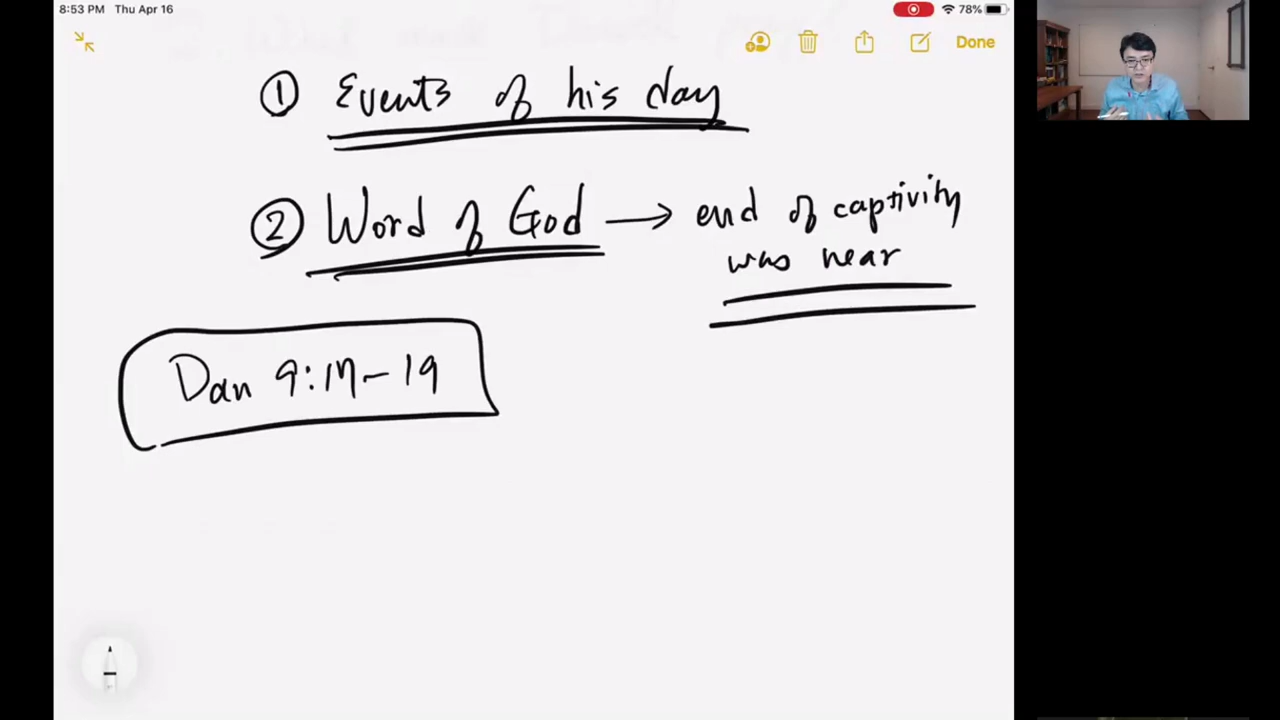 8:53 PM Thu Apr 16
78%
Done
① Events of his day
② Word of God → end of captivity
was near
Dan 9:17-19